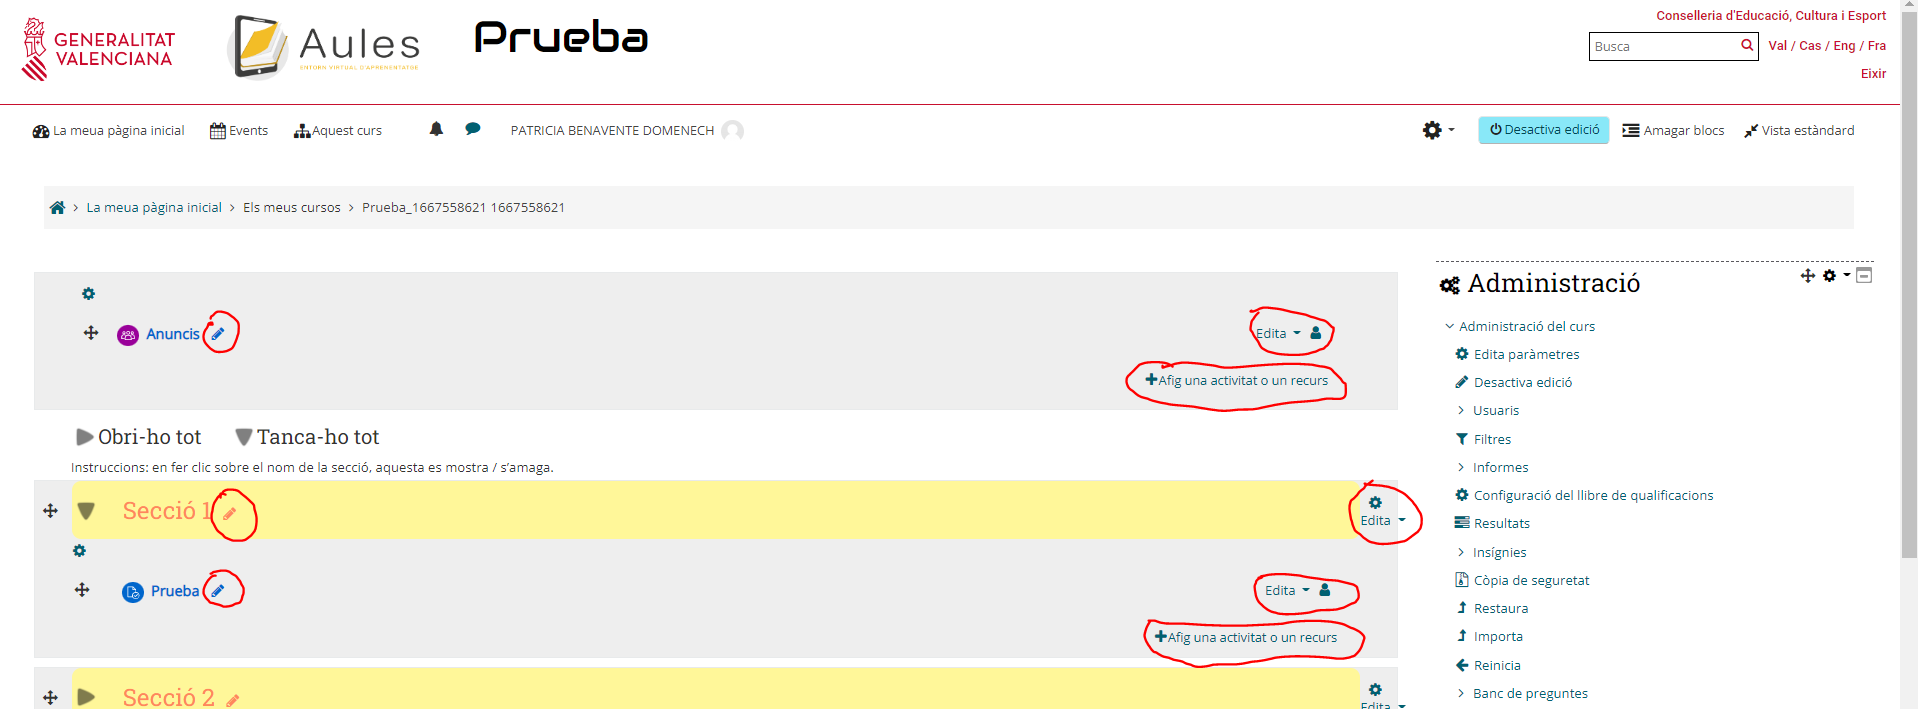 GENERALITAT
VALENCIANA
Aules
ENTORN VIRTUAL D'APRENENTATGE
Prueba
Conselleria d'Educació, Cultura i Esport
Busca
Val / Cas / Eng / Fra
Eixir
La meua pàgina inicial
Events
Aquest curs
PATRICIA BENAVENTE DOMENECH
Desactiva edició
Amagar blocs
Vista estàndard
La meua pàgina inicial > Els meus cursos > Prueba_1667558621 1667558621
Anuncis
Edita
Afig una activitat o un recurs
Obri-ho tot
Tanca-ho tot
Instruccions: en fer clic sobre el nom de la secció, aquesta es mostra / s'amaga.
Secció 1
Edita
Prueba
Edita
Afig una activitat o un recurs
Secció 2
Edita
Administració
Administració del curs
Edita paràmetres
Desactiva edició
Usuaris
Filtres
Informes
Configuració del llibre de qualificacions
Resultats
Insígnies
Còpia de seguretat
Restaura
Importa
Reinicia
Banc de preguntes